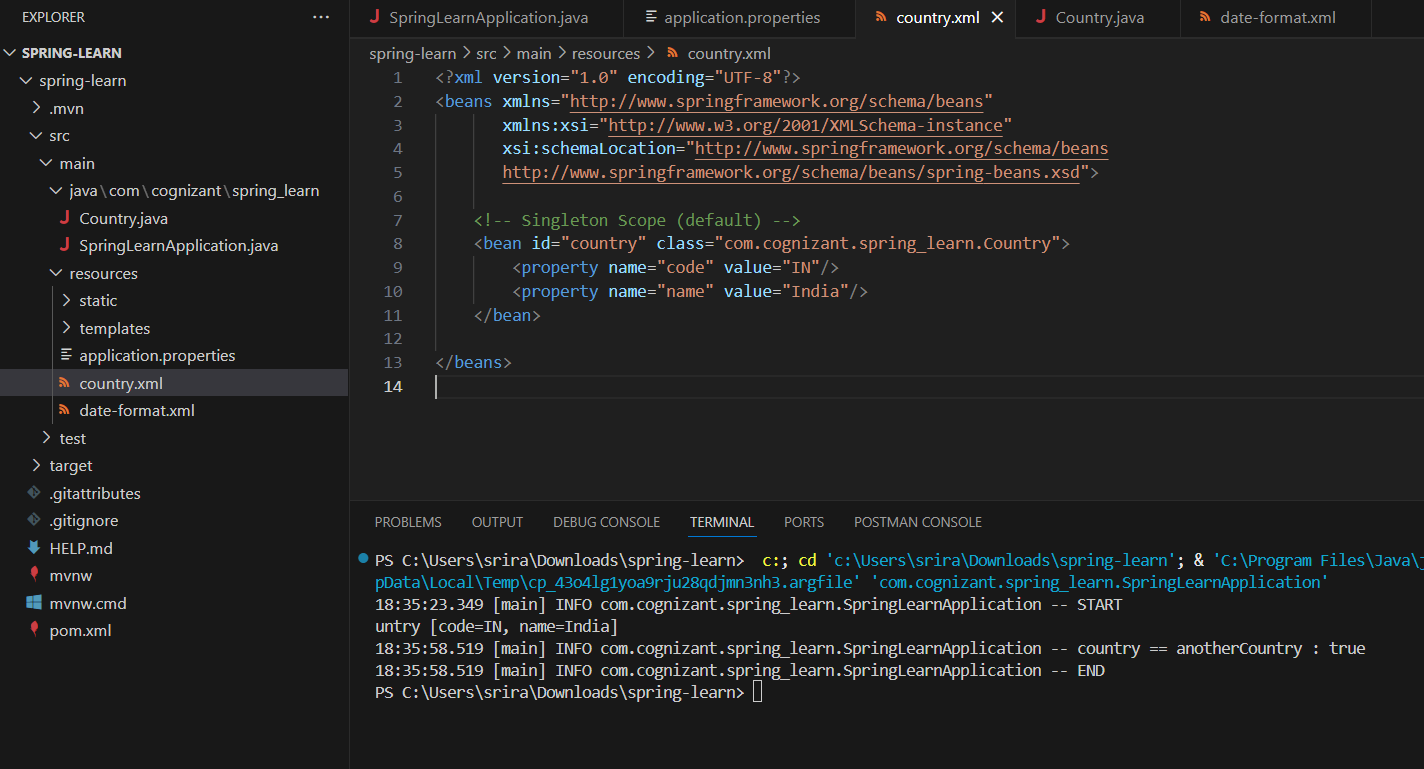 EXPLORER
SPRING-LEARN
spring-learn
.mvn
src
main
java\com\cognizant\spring_learn
Country.java
SpringLearnApplication.java
resources
static
templates
application.properties
country.xml
date-format.xml
test
target
.gitattributes
.gitignore
HELP.md
mvnw
mvnw.cmd
pom.xml
SpringLearnApplication.java application.properties country.xml Country.java date-format.xml
spring-learn > src > main > resources > country.xml
1 <?xml version="1.0" encoding="UTF-8"?>
2 <beans xmlns="http://www.springframework.org/schema/beans"
3 xmlns:xsi="http://www.w3.org/2001/XMLSchema-instance"
4 xsi:schemaLocation="http://www.springframework.org/schema/beans
5 http://www.springframework.org/schema/beans/spring-beans.xsd">
6
7 <!-- Singleton Scope (default) -->
8 <bean id="country" class="com.cognizant.spring_learn.Country">
9 <property name="code" value="IN"/>
10 <property name="name" value="India"/>
11 </bean>
12
13 </beans>
14
PROBLEMS OUTPUT DEBUG CONSOLE TERMINAL PORTS POSTMAN CONSOLE
PS C:\Users\srira\Downloads\spring-learn> c:; cd 'c:\Users\srira\Downloads\spring-learn'; & 'C:\Program Files\Java\
pData\Local\Temp\cp_43o4lg1yoa9rju28qdjmn3nh3.argfile' 'com.cognizant.spring_learn.SpringLearnApplication'
18:35:23.349 [main] INFO com.cognizant.spring_learn.SpringLearnApplication -- START
untry [code=IN, name=India]
18:35:58.519 [main] INFO com.cognizant.spring_learn.SpringLearnApplication -- country == anotherCountry : true
18:35:58.519 [main] INFO com.cognizant.spring_learn.SpringLearnApplication -- END
PS C:\Users\srira\Downloads\spring-learn>